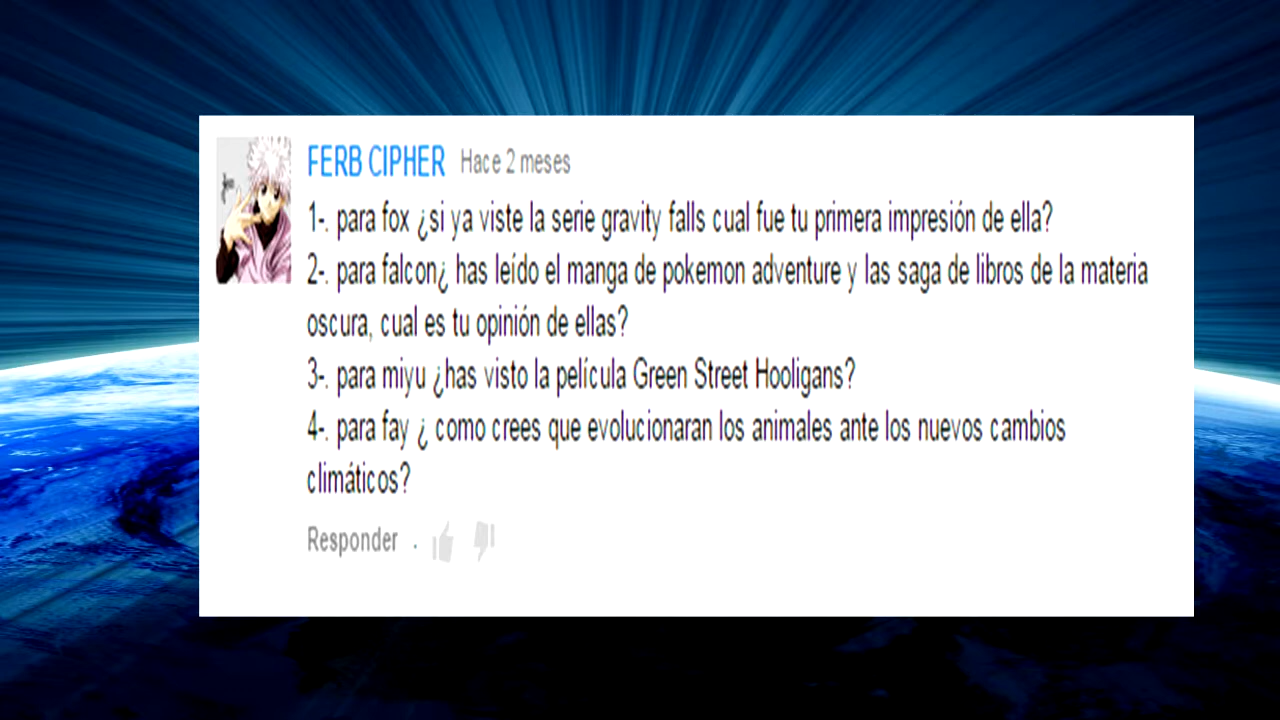 FERB CIPHER Hace 2 meses
1-. para fox ¿si ya viste la serie gravity falls cual fue tu primera impresión de ella?
2-. para falcon¿ has leído el manga de pokemon adventure y las saga de libros de la materia
oscura, cual es tu opinión de ellas?
3-. para miyu ¿has visto la película Green Street Hooligans?
4-. para fay ¿ como crees que evolucionaran los animales ante los nuevos cambios
climáticos?
Responder ·